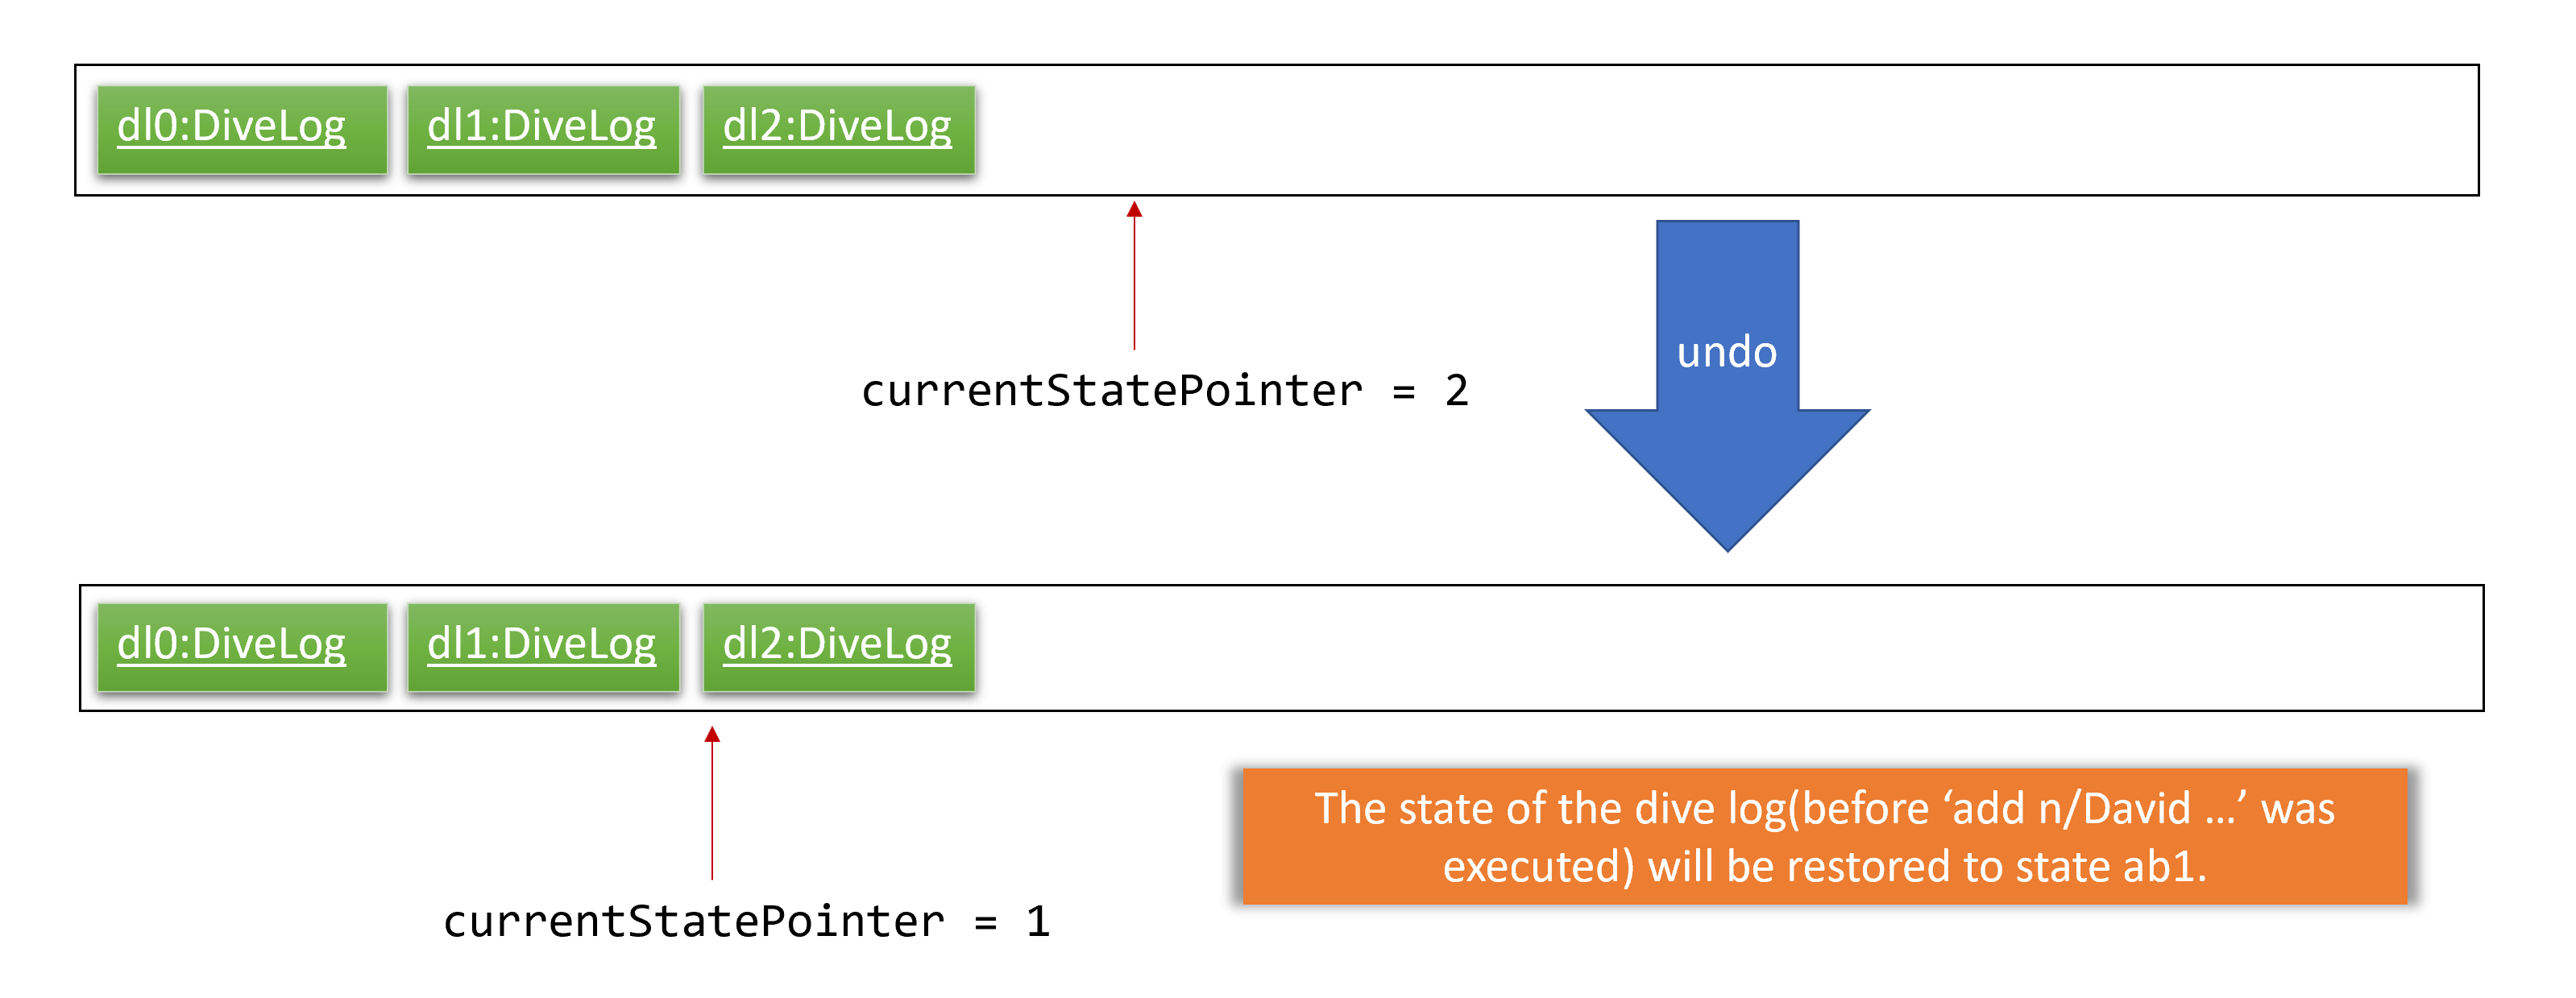 dl0:DiveLog dl1:DiveLog dl2:DiveLog
currentStatePointer = 2
undo
dl0:DiveLog dl1:DiveLog dl2:DiveLog
currentStatePointer = 1
The state of the dive log(before ‘add n/David …’ was
executed) will be restored to state ab1.